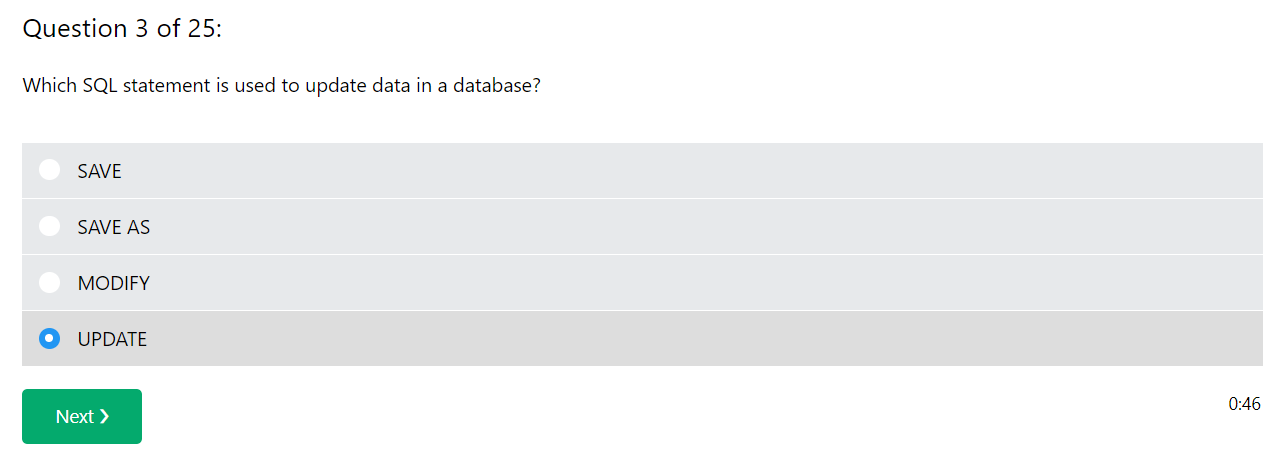 Question 3 of 25:
Which SQL statement is used to update data in a database?
SAVE
SAVE AS
MODIFY
UPDATE
Next ❯
0:46